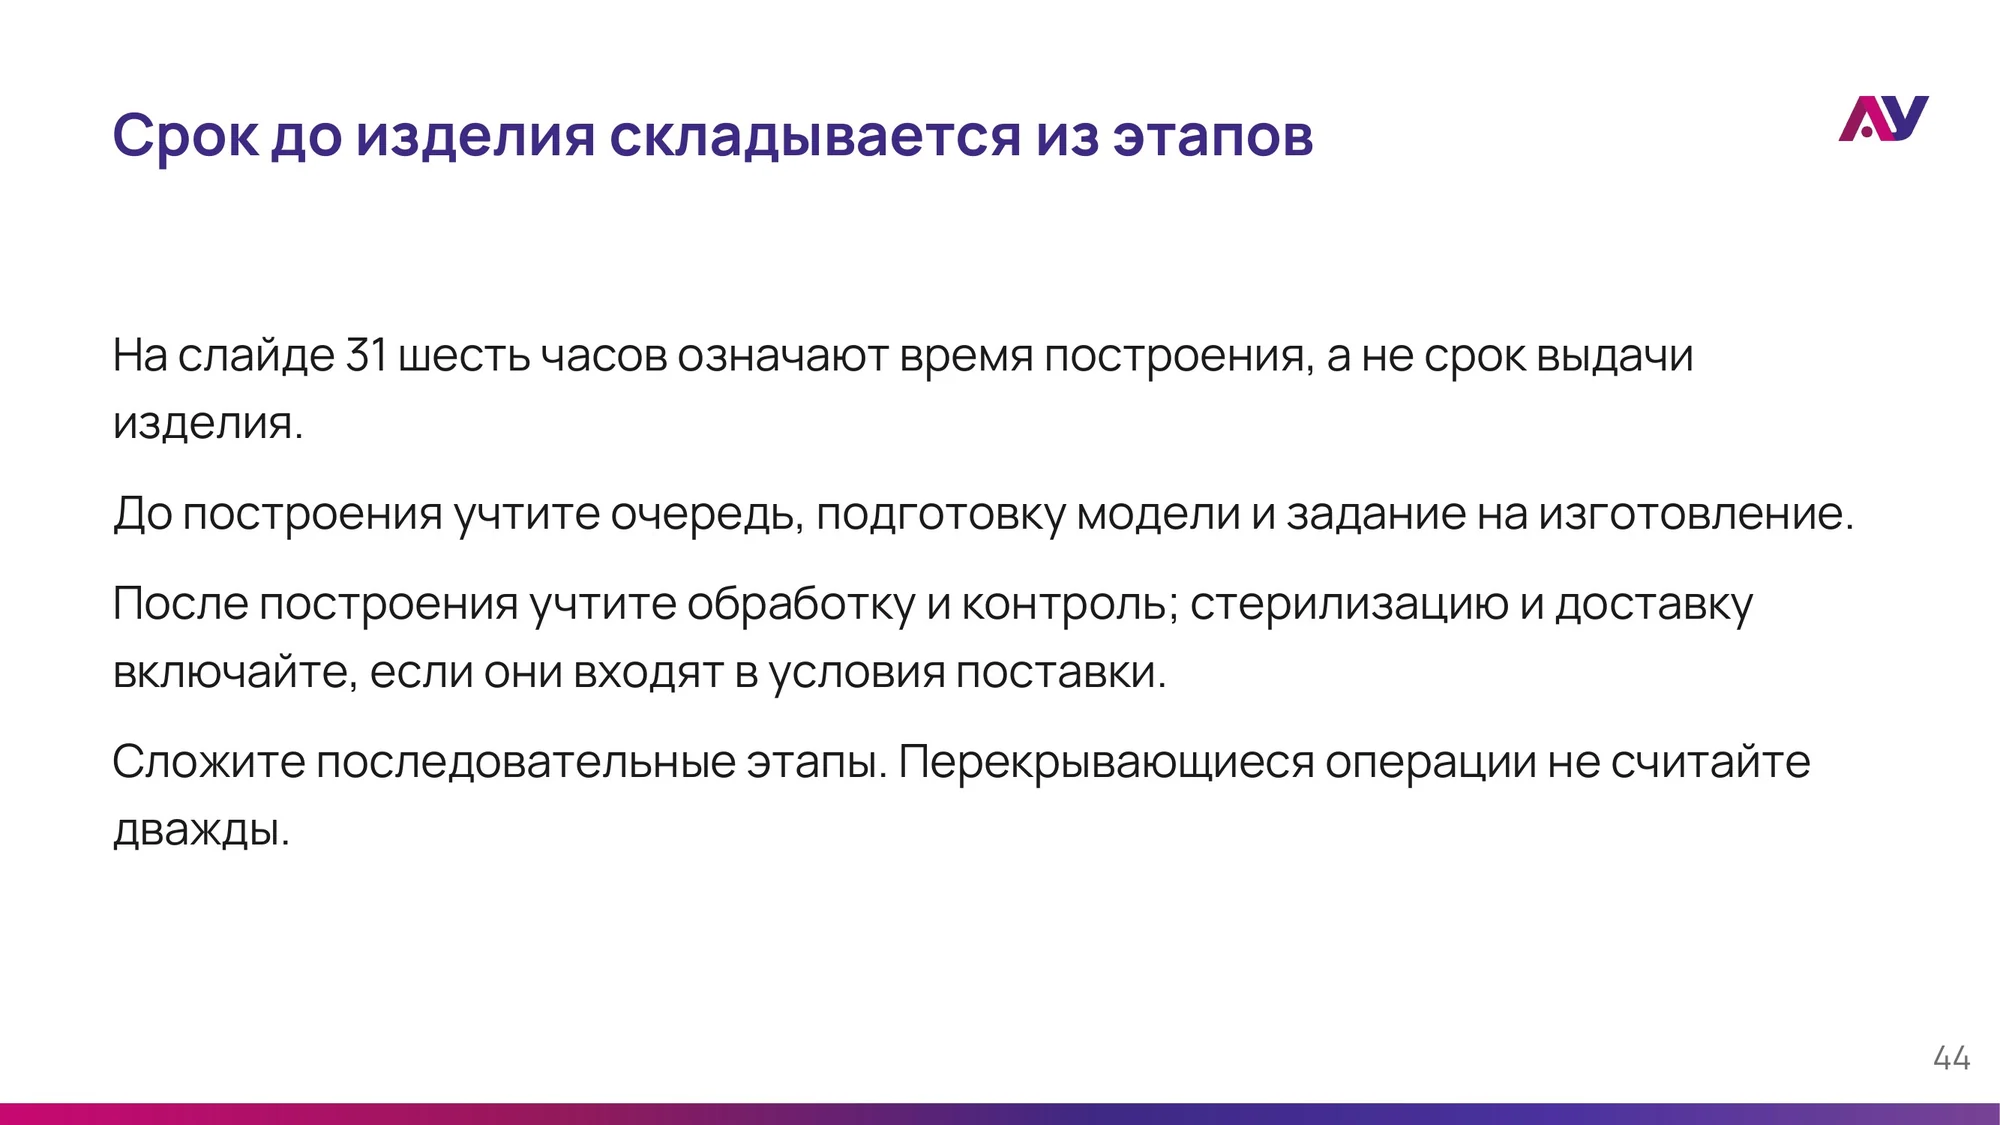 Срок до изделия складывается из этапов
АУ
На слайде 31 шесть часов означают время построения, а не срок выдачи
изделия.
До построения учтите очередь, подготовку модели и задание на изготовление.
После построения учтите обработку и контроль; стерилизацию и доставку
включайте, если они входят в условия поставки.
Сложите последовательные этапы. Перекрывающиеся операции не считайте
дважды.
44